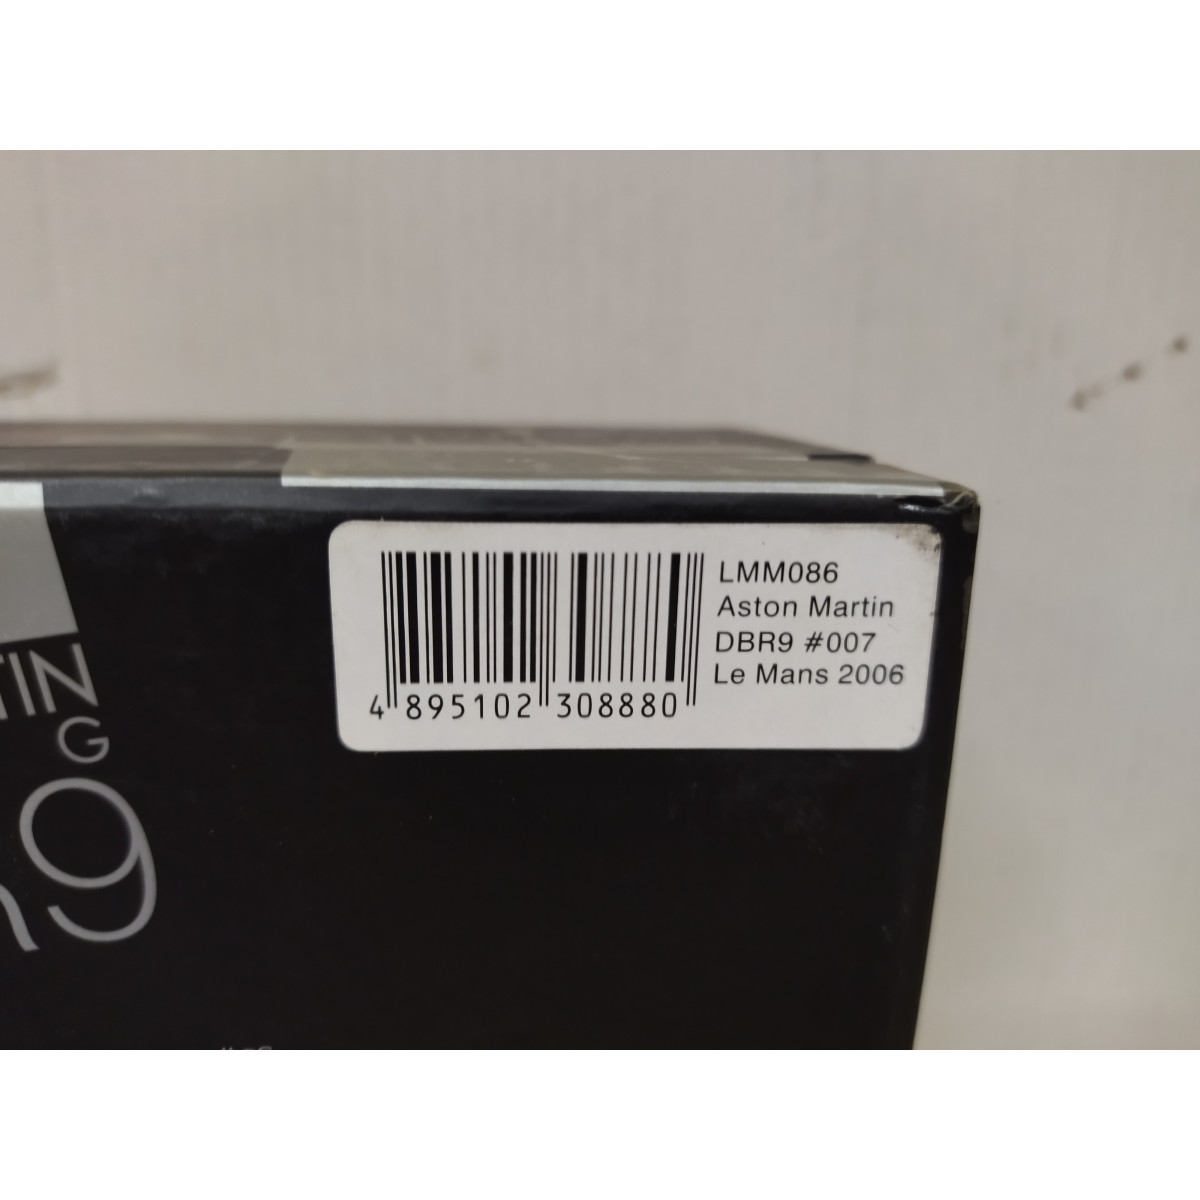 LMM086
Aston Martin
DBR9 #007
Le Mans 2006
4 895102 308880
TIN
G
9